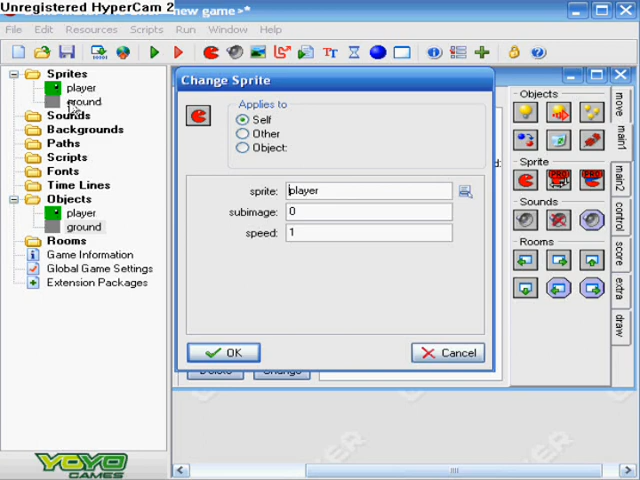 Unregistered HyperCam 2
new game>*
File Edit Resources Scripts Run Window Help
Sprites
player
ground
Sounds
Backgrounds
Paths
Scripts
Fonts
Time Lines
Objects
player
ground
Rooms
Game Information
Global Game Settings
Extension Packages
YOYO
GAMES
Change Sprite
Applies to
Self
Other
Object:
sprite: player
subimage: 0
speed: 1
OK
Cancel
Delete
Change
Objects
Sprite
Sounds
Rooms
move
main1
main2
control
score
extra
draw